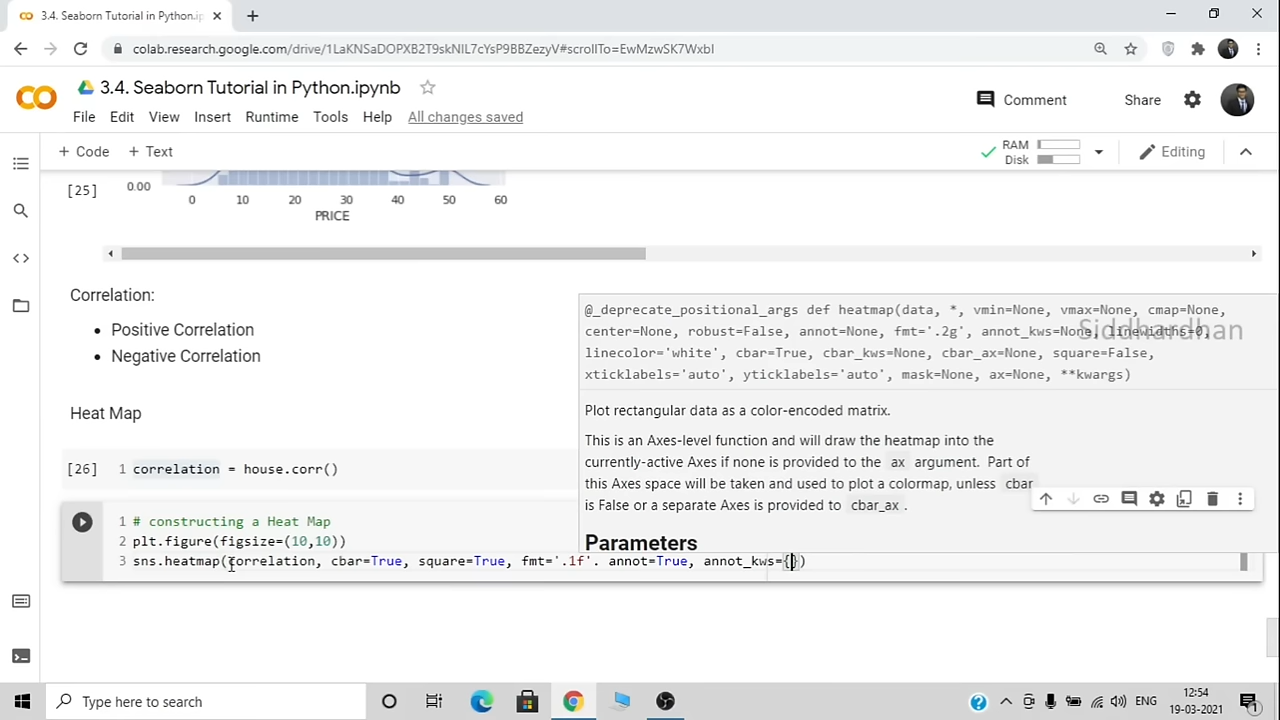 3.4. Seaborn Tutorial in Python.ip
colab.research.google.com/drive/1LaKNSaDOPXB2T9skNIL7cYsP9BBZezyV#scrollTo=EwMzwSK7WxbI
3.4. Seaborn Tutorial in Python.ipynb
Comment
Share
File Edit View Insert Runtime Tools Help All changes saved
+ Code + Text
RAM
Disk
Editing
[25]
0.00
0 10 20 30 40 50 60
PRICE
Correlation:
• Positive Correlation
• Negative Correlation
Heat Map
@_deprecate_positional_args def heatmap(data, *, vmin=None, vmax=None, cmap=None,
center=None, robust=False, annot=None, fmt='.2g', annot_kws=None, linewidths=0,
linecolor='white', cbar=True, cbar_kws=None, cbar_ax=None, square=False,
xticklabels='auto', yticklabels='auto', mask=None, ax=None, **kwargs)
Siddhardhan
Plot rectangular data as a color-encoded matrix.
This is an Axes-level function and will draw the heatmap into the
currently-active Axes if none is provided to the ax argument. Part of
this Axes space will be taken and used to plot a colormap, unless cbar
is False or a separate Axes is provided to cbar_ax .
Parameters
[26] 1 correlation = house.corr()
1 # constructing a Heat Map
2 plt.figure(figsize=(10,10))
3 sns.heatmap(correlation, cbar=True, square=True, fmt='.1f'. annot=True, annot_kws={})
Type here to search
ENG
12:54
19-03-2021
1